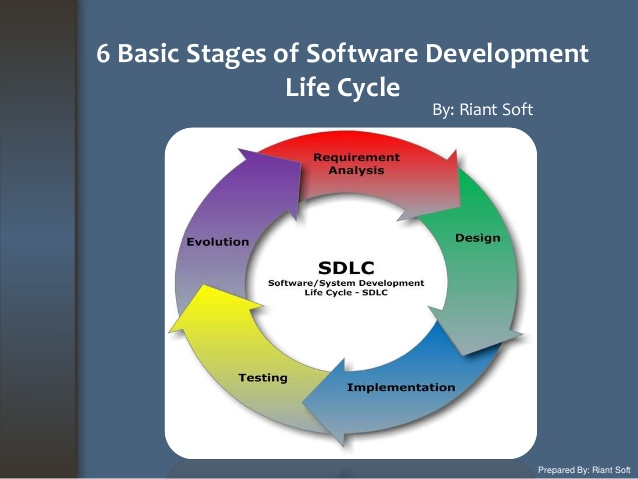 6 Basic Stages of Software Development
Life Cycle
By: Riant Soft
Requirement
Analysis
Design
Implementation
Testing
Evolution
SDLC
Software/System Development
Life Cycle - SDLC
Prepared By: Riant Soft